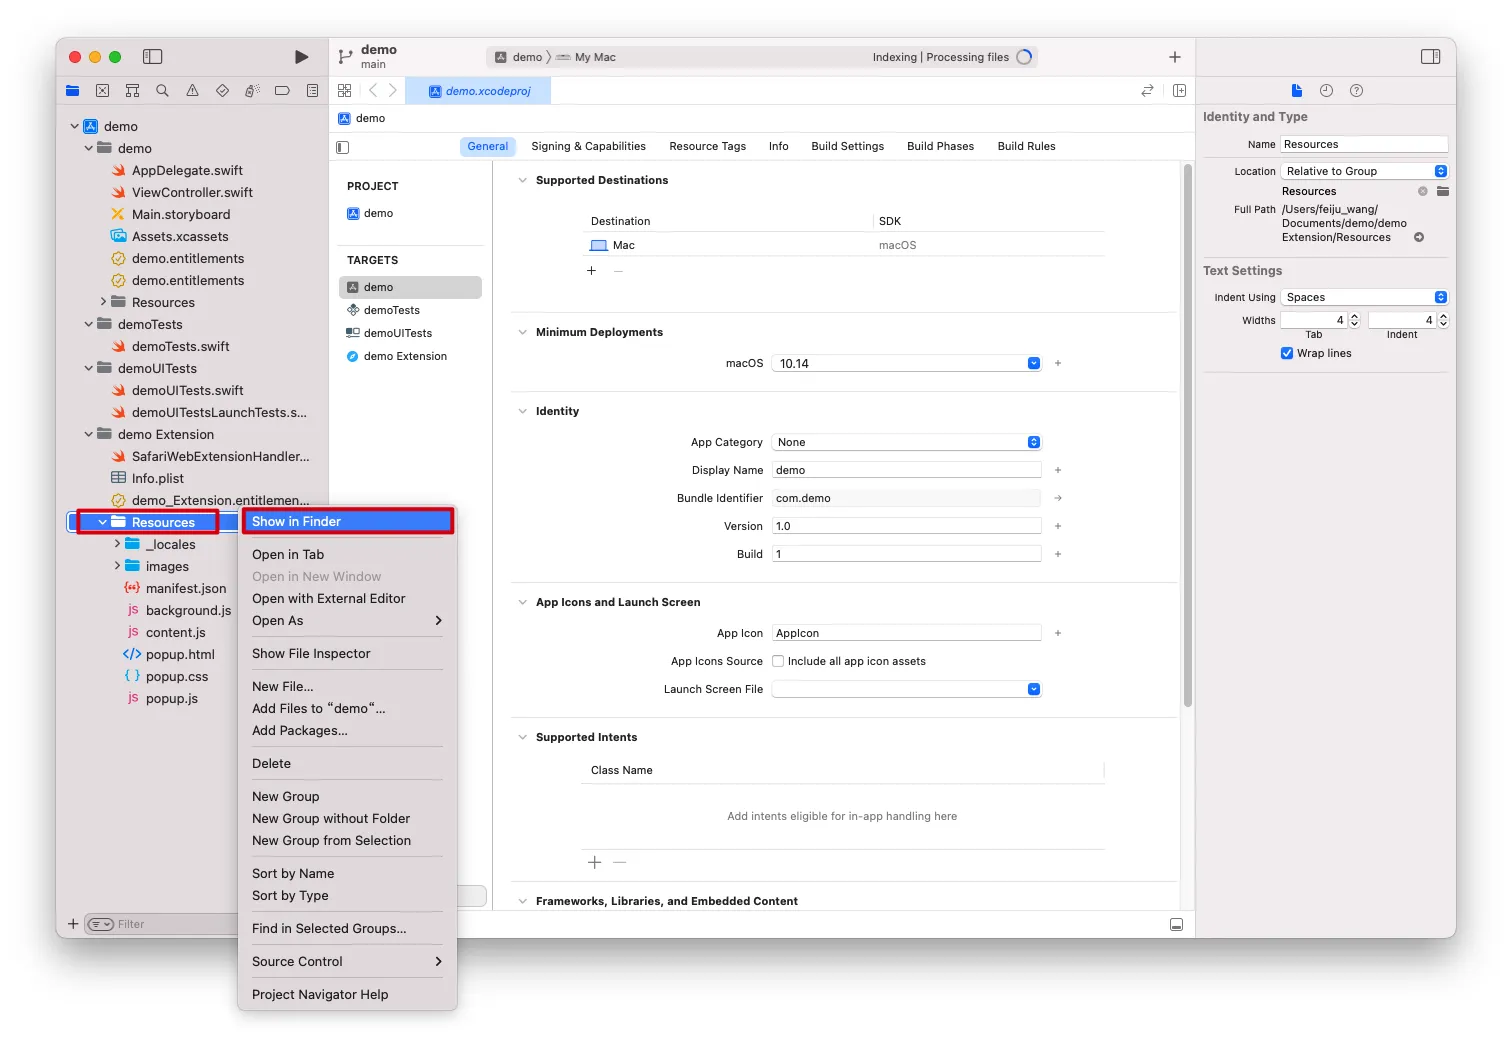 demo
main
demo
My Mac
Indexing | Processing files
demo.xcodeproj
demo
demo
demo
AppDelegate.swift
ViewController.swift
Main.storyboard
Assets.xcassets
demo.entitlements
demo.entitlements
Resources
demoTests
demoTests.swift
demoUITests
demoUITests.swift
demoUITestsLaunchTests.s...
demo Extension
SafariWebExtensionHandler...
Info.plist
demo_Extension.entitlemen...
Resources
_locales
images
manifest.json
background.js
content.js
popup.html
popup.css
popup.js
Filter
Show in Finder
Open in Tab
Open in New Window
Open with External Editor
Open As
Show File Inspector
New File...
Add Files to “demo“...
Add Packages...
Delete
New Group
New Group without Folder
New Group from Selection
Sort by Name
Sort by Type
Find in Selected Groups...
Source Control
Project Navigator Help
General Signing & Capabilities Resource Tags Info Build Settings Build Phases Build Rules
PROJECT
demo
TARGETS
demo
demoTests
demoUITests
demo Extension
Supported Destinations
Destination SDK
Mac macOS
Minimum Deployments
macOS 10.14
Identity
App Category None
Display Name demo
Bundle Identifier com.demo
Version 1.0
Build 1
App Icons and Launch Screen
App Icon AppIcon
App Icons Source Include all app icon assets
Launch Screen File
Supported Intents
Class Name
Add intents eligible for in-app handling here
Frameworks, Libraries, and Embedded Content
Identity and Type
Name Resources
Location Relative to Group
Resources
Full Path /Users/feiju_wang/
Documents/demo/demo
Extension/Resources
Text Settings
Indent Using Spaces
Widths 4 4
Tab Indent
Wrap lines